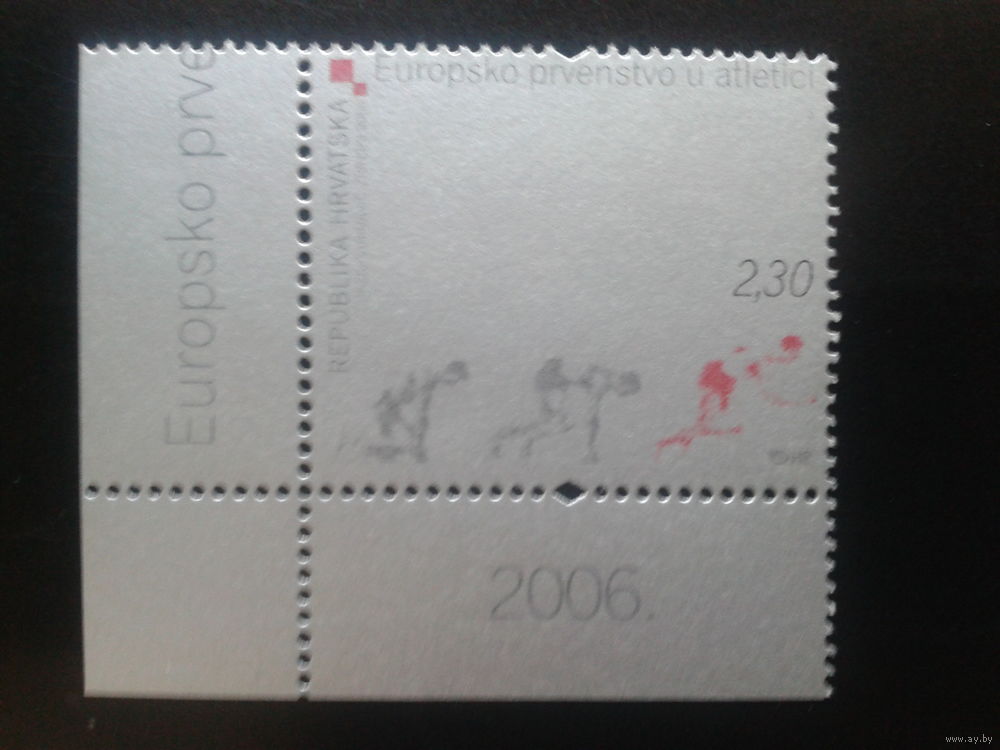 Europsko prve
Europsko prvenstvo u atletici
REPUBLIKA HRVATSKA
2,30
2006.
www.ay.by